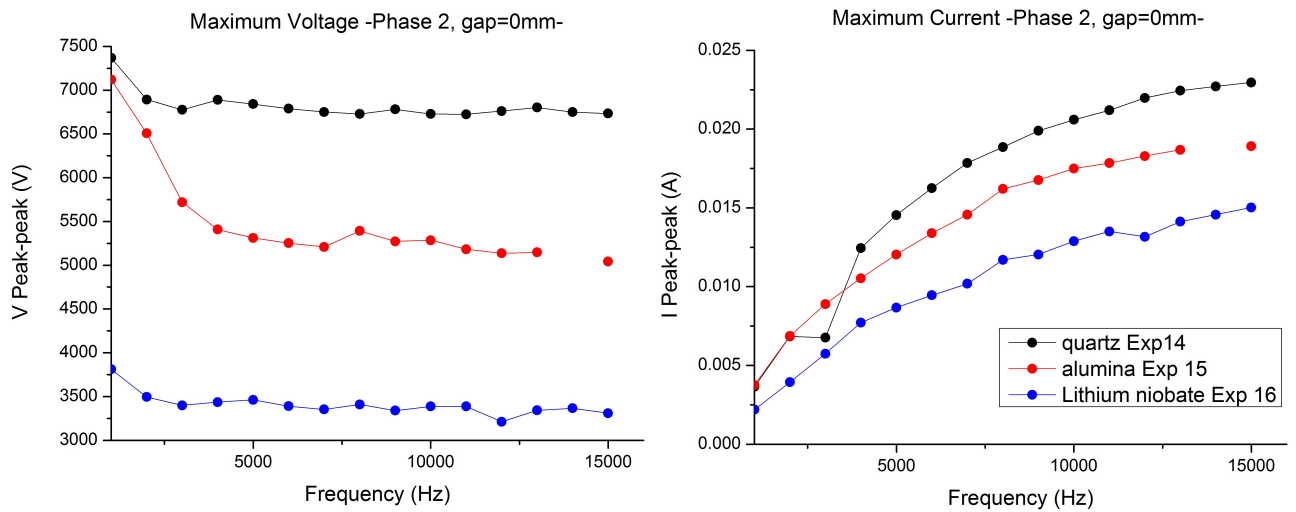 Maximum Voltage -Phase 2, gap=0mm-
7500
7000
6500
6000
5500
5000
4500
4000
3500
3000
V Peak-peak (V)
5000 10000 15000
Frequency (Hz)
Maximum Current -Phase 2, gap=0mm-
0.025
0.020
0.015
0.010
0.005
0.000
I Peak-peak (A)
quartz Exp14
alumina Exp 15
Lithium niobate Exp 16
5000 10000 15000
Frequency (Hz)